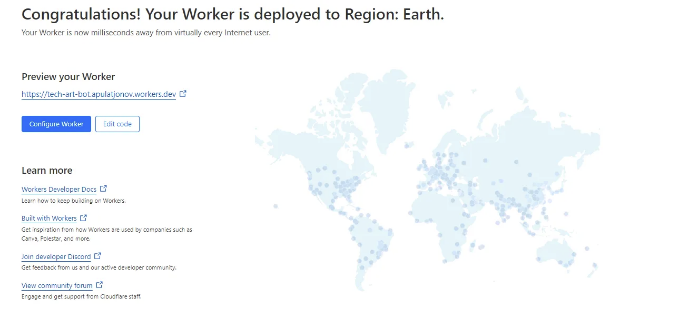 Congratulations! Your Worker is deployed to Region: Earth.
Your Worker is now milliseconds away from virtually every Internet user.
Preview your Worker
https://tech-art-bot.apulatjonov.workers.dev
Configure Worker
Edit code
Learn more
Workers Developer Docs
Learn how to keep building on Workers.
Built with Workers
Get inspiration from how Workers are used by companies such as
Canva, Polestar, and more.
Join developer Discord
Get feedback from us and our active developer community.
View community forum
Engage and get support from Cloudflare staff.